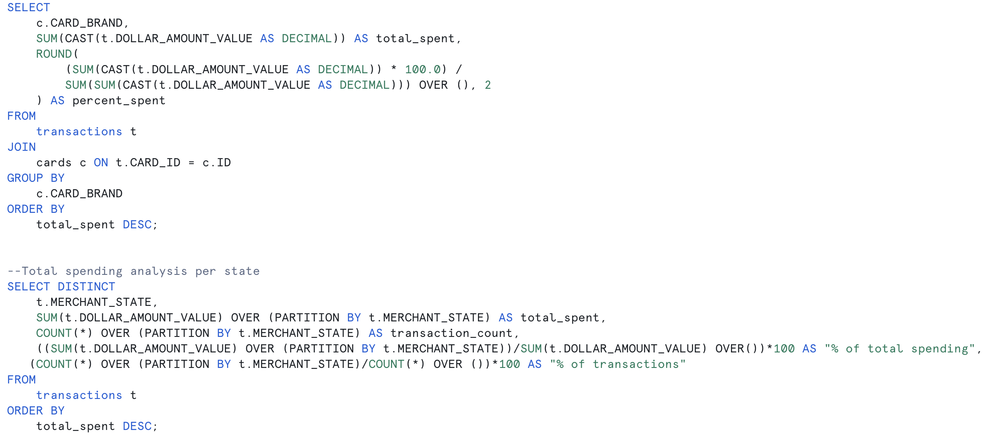 SELECT
    c.CARD_BRAND,
    SUM(CAST(t.DOLLAR_AMOUNT_VALUE AS DECIMAL)) AS total_spent,
    ROUND(
        (SUM(CAST(t.DOLLAR_AMOUNT_VALUE AS DECIMAL)) * 100.0) /
        SUM(SUM(CAST(t.DOLLAR_AMOUNT_VALUE AS DECIMAL))) OVER (), 2
    ) AS percent_spent
FROM
    transactions t
JOIN
    cards c ON t.CARD_ID = c.ID
GROUP BY
    c.CARD_BRAND
ORDER BY
    total_spent DESC;
--Total spending analysis per state
SELECT DISTINCT
    t.MERCHANT_STATE,
    SUM(t.DOLLAR_AMOUNT_VALUE) OVER (PARTITION BY t.MERCHANT_STATE) AS total_spent,
    COUNT(*) OVER (PARTITION BY t.MERCHANT_STATE) AS transaction_count,
    ((SUM(t.DOLLAR_AMOUNT_VALUE) OVER (PARTITION BY t.MERCHANT_STATE))/SUM(t.DOLLAR_AMOUNT_VALUE) OVER())*100 AS "% of total spending",
   (COUNT(*) OVER (PARTITION BY t.MERCHANT_STATE)/COUNT(*) OVER ())*100 AS "% of transactions"
FROM
    transactions t
ORDER BY
    total_spent DESC;